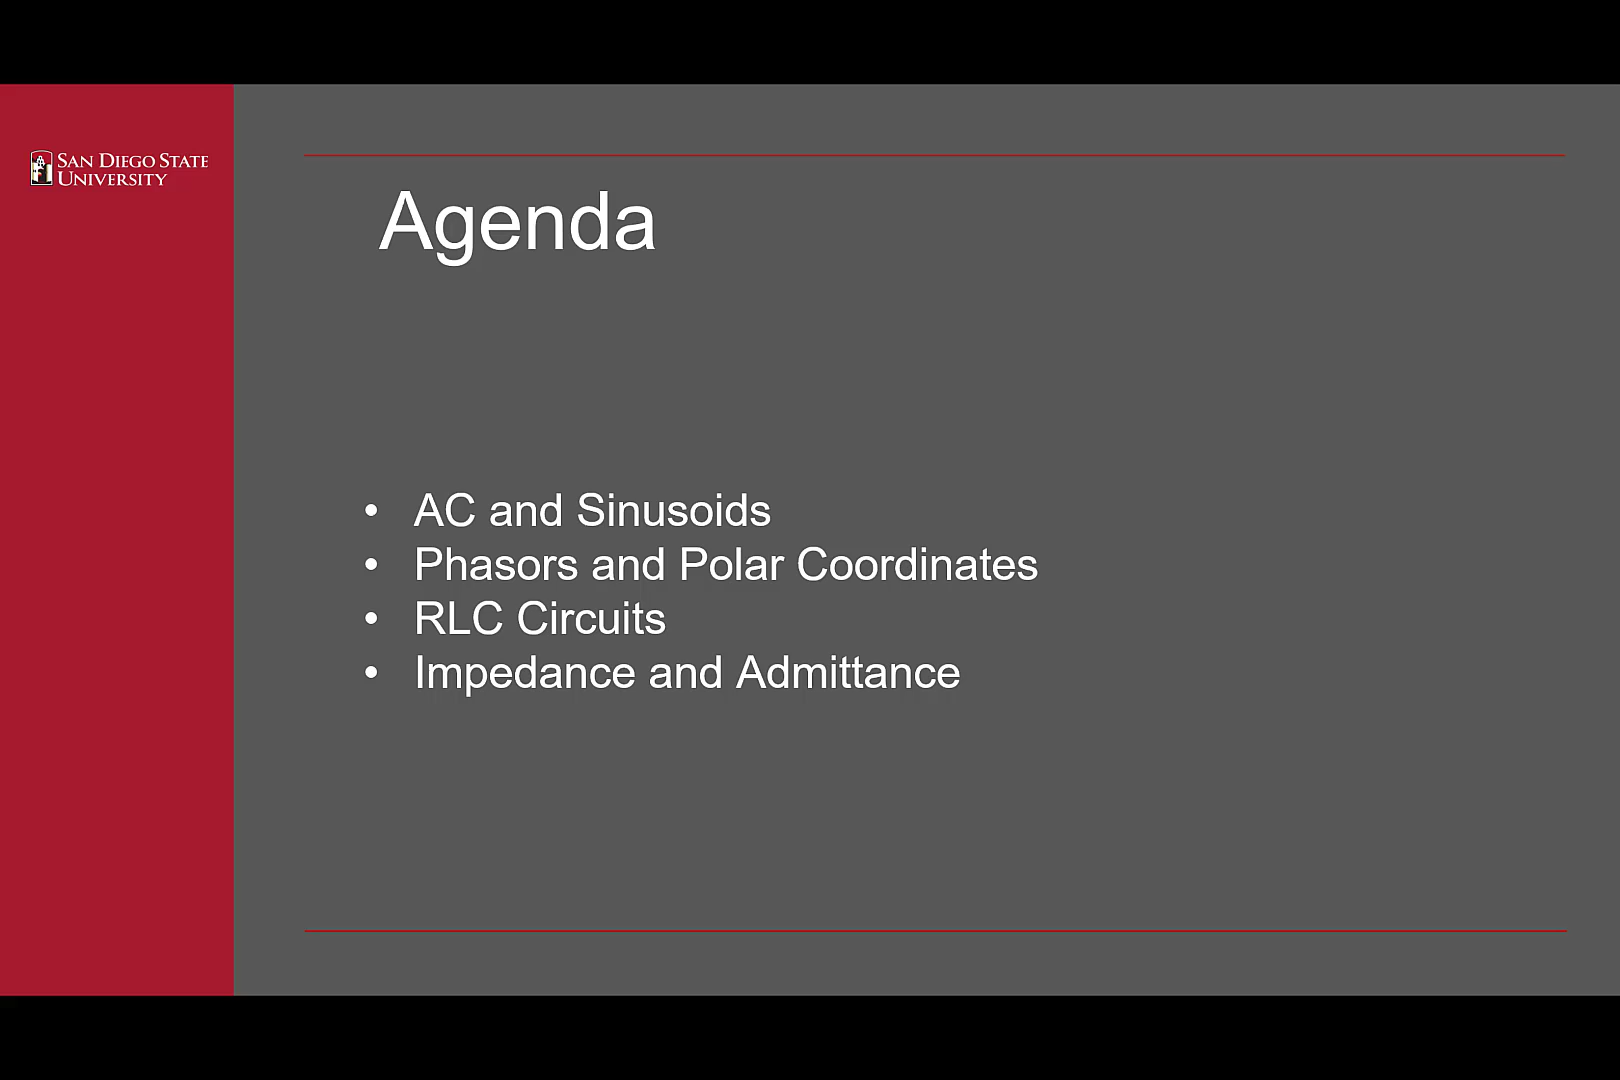 San Diego State
University
Agenda
• AC and Sinusoids
• Phasors and Polar Coordinates
• RLC Circuits
• Impedance and Admittance